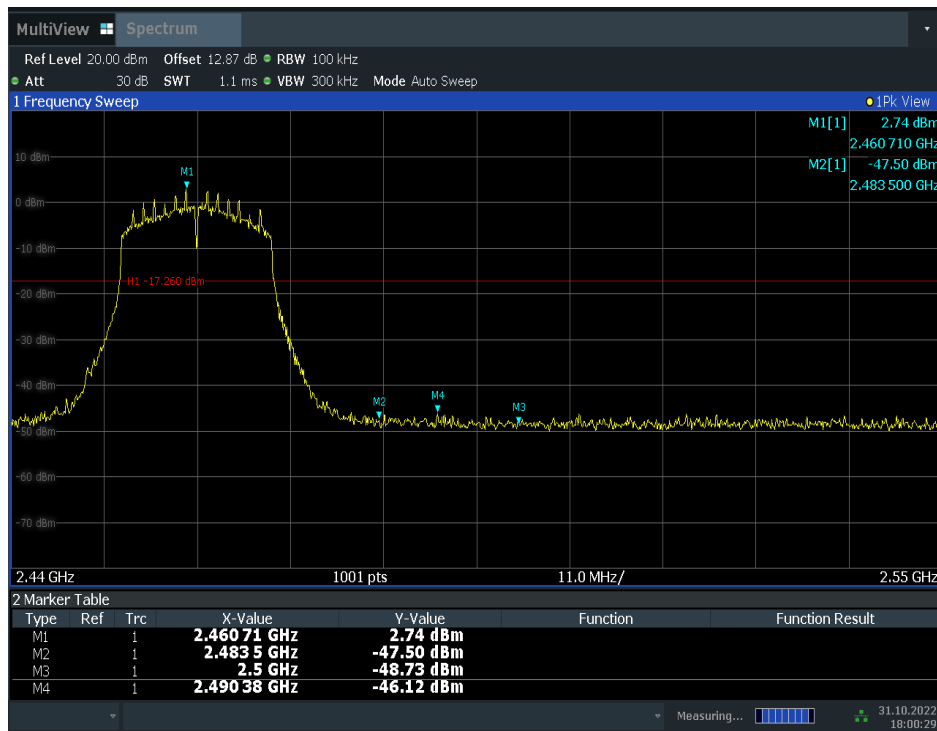 MultiView Spectrum
Ref Level 20.00 dBm Offset 12.87 dB RBW 100 kHz
Att 30 dB SWT 1.1 ms VBW 300 kHz Mode Auto Sweep
1 Frequency Sweep 1Pk View
M1[1] 2.74 dBm
2.460 710 GHz
M2[1] -47.50 dBm
2.483 500 GHz
10 dBm
M1
0 dBm
-10 dBm
H1 -17.260 dBm
-20 dBm
-30 dBm
-40 dBm
M2 M4 M3
-50 dBm
-60 dBm
-70 dBm
2.44 GHz 1001 pts 11.0 MHz/ 2.55 GHz
2 Marker Table
Type Ref Trc X-Value Y-Value Function Function Result
M1 1 2.460 71 GHz 2.74 dBm
M2 1 2.483 5 GHz -47.50 dBm
M3 1 2.5 GHz -48.73 dBm
M4 1 2.490 38 GHz -46.12 dBm
Measuring... 31.10.2022
18:00:29